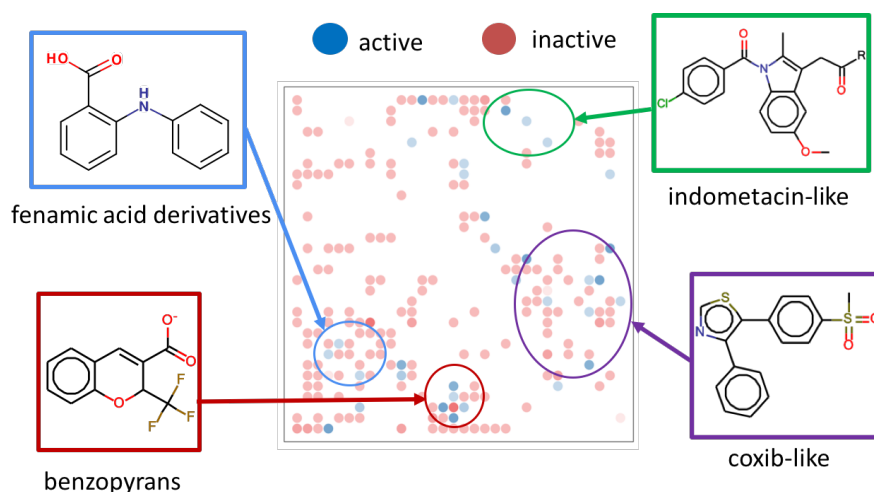 active
inactive
HO
O
H
N
fenamic acid derivatives
O
N
R
O
Cl
O
indometacin-like
O⁻
O
O
F
F
F
benzopyrans
S
N
S
O
O
coxib-like